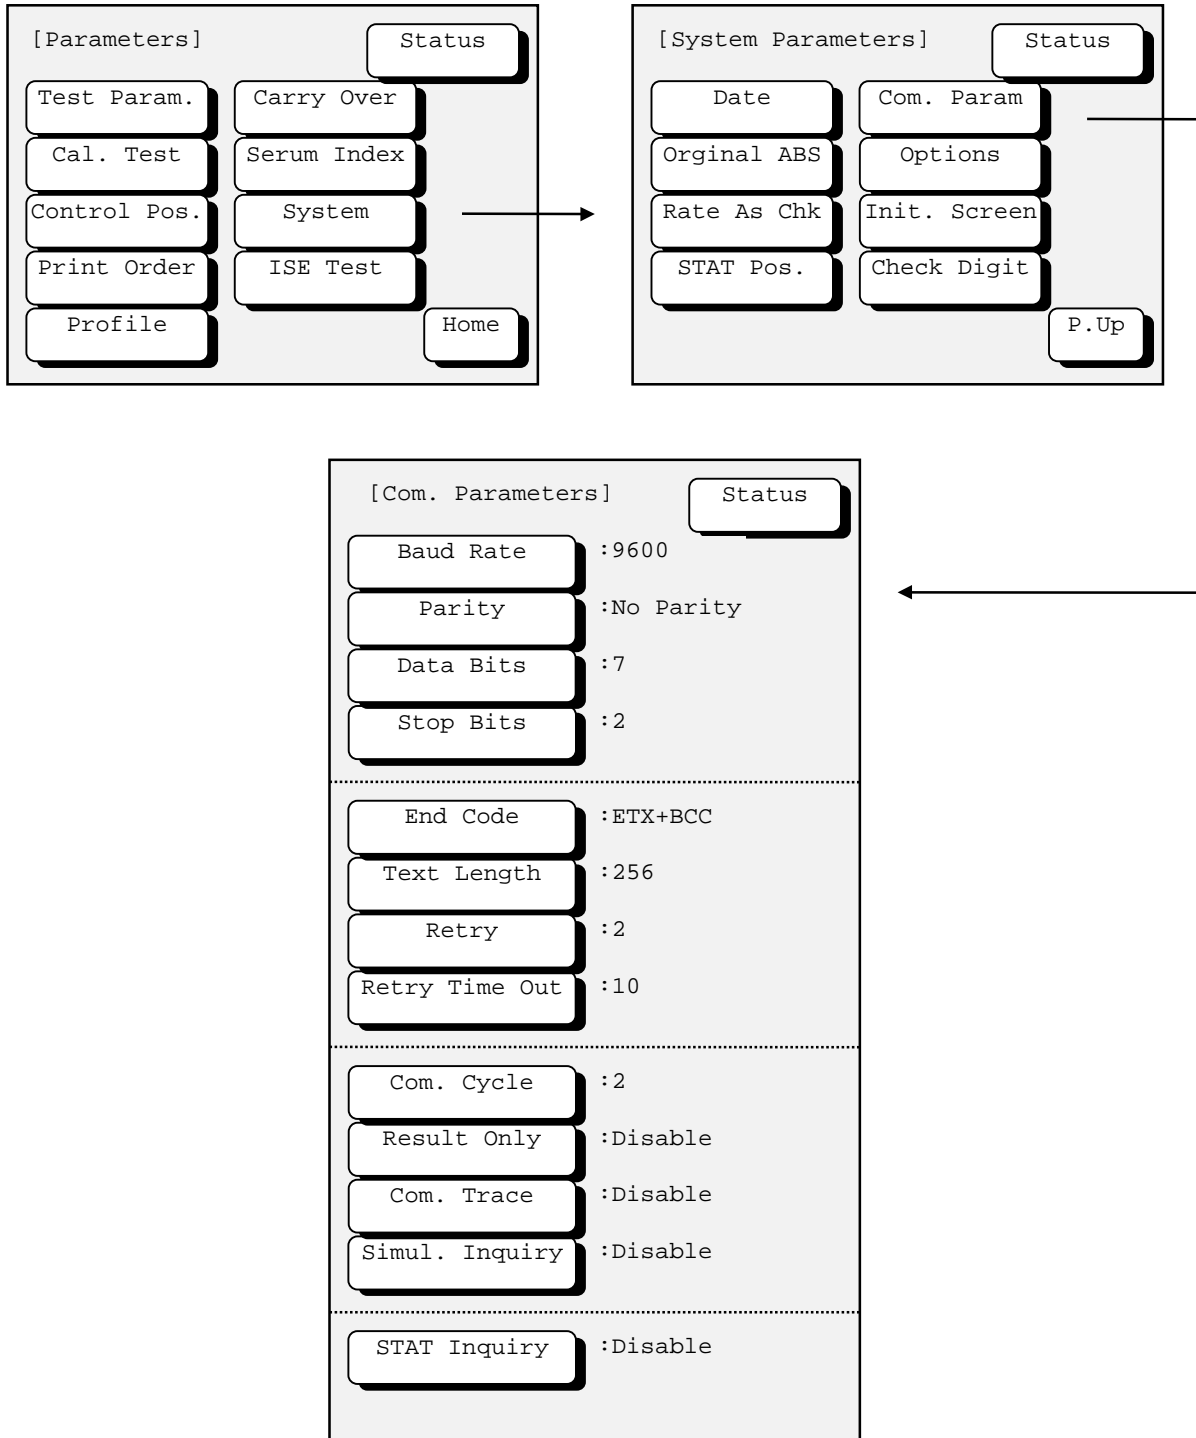 [Parameters] Status
Test Param. Carry Over
Cal. Test Serum Index
Control Pos. System
Print Order ISE Test
Profile Home
[System Parameters] Status
Date Com. Param
Orginal ABS Options
Rate As Chk Init. Screen
STAT Pos. Check Digit
P.Up
[Com. Parameters] Status
Baud Rate :9600
Parity :No Parity
Data Bits :7
Stop Bits :2
End Code :ETX+BCC
Text Length :256
Retry :2
Retry Time Out :10
Com. Cycle :2
Result Only :Disable
Com. Trace :Disable
Simul. Inquiry :Disable
STAT Inquiry :Disable